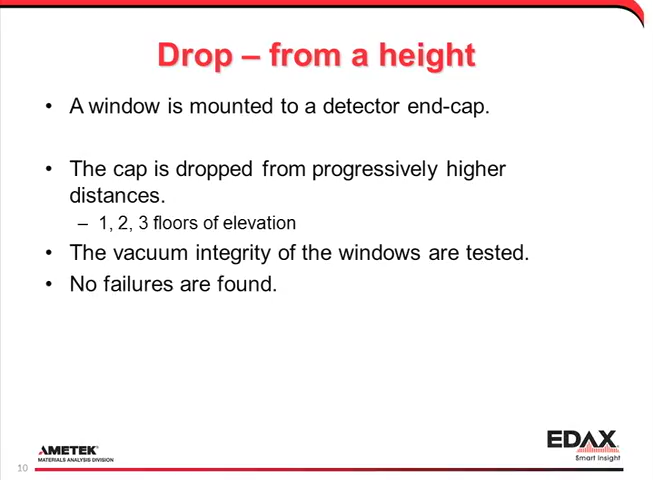 Drop – from a height
• A window is mounted to a detector end-cap.
• The cap is dropped from progressively higher
distances.
– 1, 2, 3 floors of elevation
• The vacuum integrity of the windows are tested.
• No failures are found.
AMETEK
MATERIALS ANALYSIS DIVISION
EDAX
Smart Insight
10